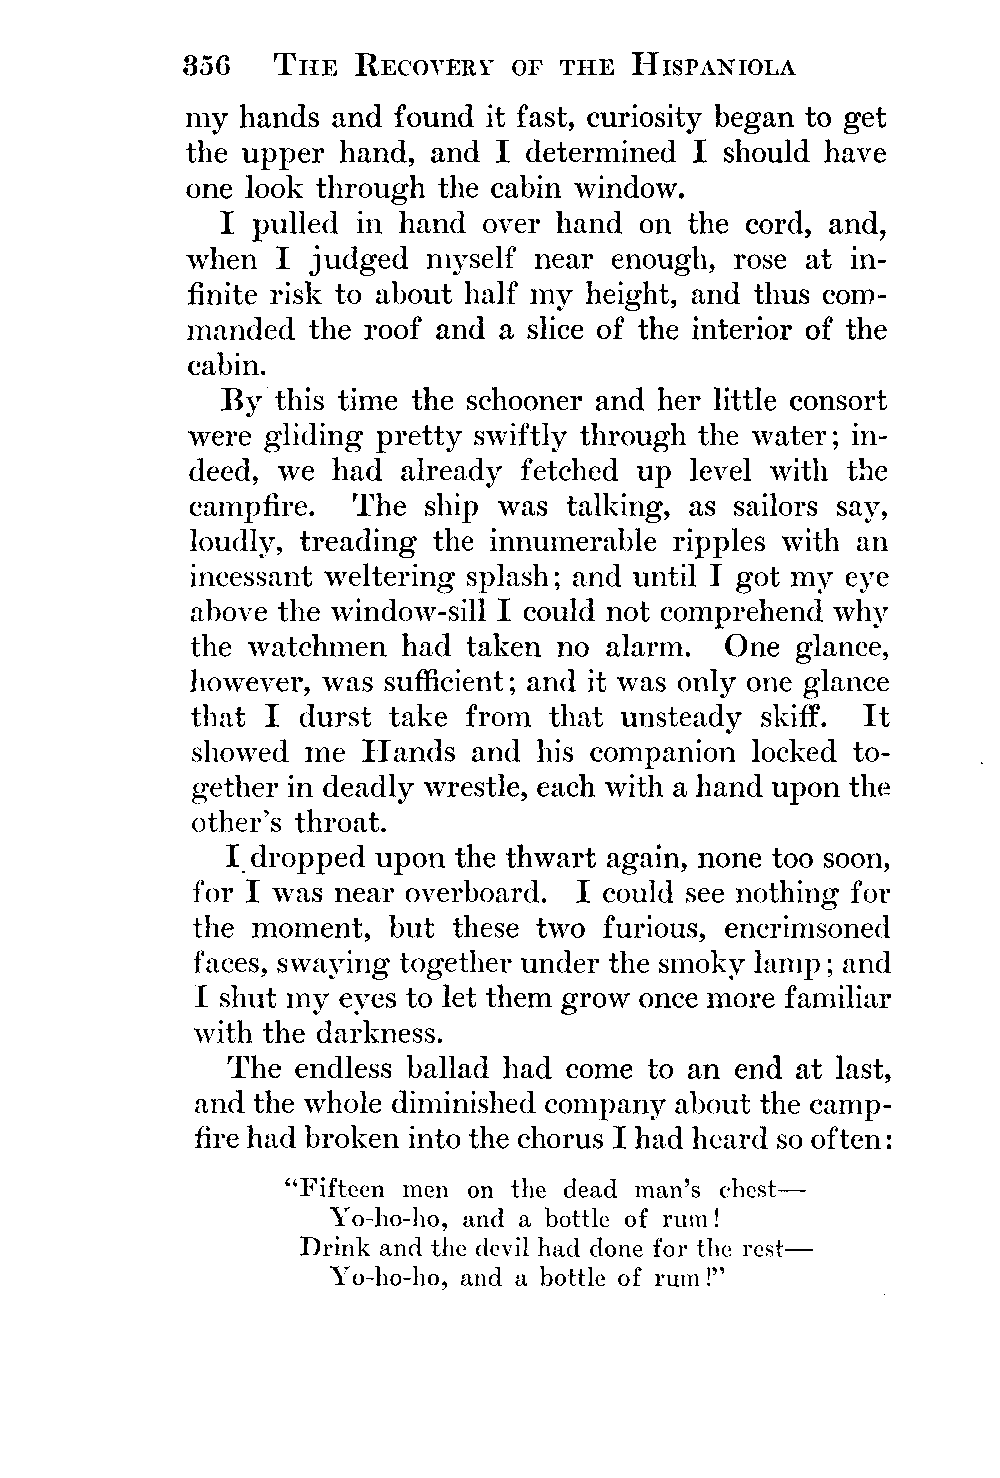 356 The Recovery of the Hispaniola
my hands and found it fast, curiosity began to get
the upper hand, and I determined I should have
one look through the cabin window.
I pulled in hand over hand on the cord, and,
when I judged myself near enough, rose at in-
finite risk to about half my height, and thus com-
manded the roof and a slice of the interior of the
cabin.
By this time the schooner and her little consort
were gliding pretty swiftly through the water; in-
deed, we had already fetched up level with the
campfire. The ship was talking, as sailors say,
loudly, treading the innumerable ripples with an
incessant weltering splash; and until I got my eye
above the window-sill I could not comprehend why
the watchmen had taken no alarm. One glance,
however, was sufficient; and it was only one glance
that I durst take from that unsteady skiff. It
showed me Hands and his companion locked to-
gether in deadly wrestle, each with a hand upon the
other's throat.
I dropped upon the thwart again, none too soon,
for I was near overboard. I could see nothing for
the moment, but these two furious, encrimsoned
faces, swaying together under the smoky lamp; and
I shut my eyes to let them grow once more familiar
with the darkness.
The endless ballad had come to an end at last,
and the whole diminished company about the camp-
fire had broken into the chorus I had heard so often:
“Fifteen men on the dead man's chest—
Yo-ho-ho, and a bottle of rum!
Drink and the devil had done for the rest—
Yo-ho-ho, and a bottle of rum!”